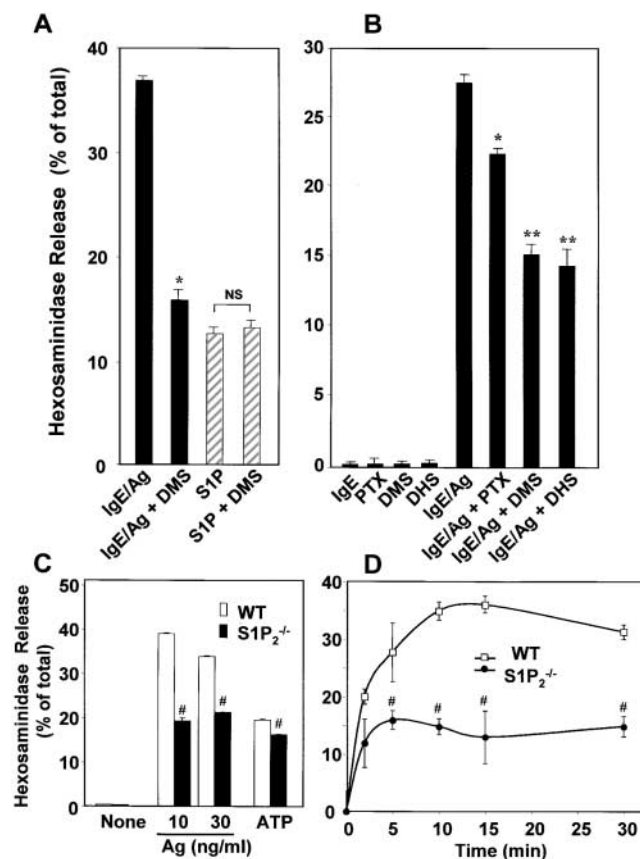 A
Hexosaminidase Release (% of total)
40
30
20
10
0
*
NS
IgE/Ag
IgE/Ag + DMS
S1P
S1P + DMS
B
30
25
20
15
10
5
0
*
**
**
IgE
PTX
DMS
DHS
IgE/Ag
IgE/Ag + PTX
IgE/Ag + DMS
IgE/Ag + DHS
C
Hexosaminidase Release
(% of total)
50
40
30
20
10
0
WT
S1P₂⁻/⁻
#
#
#
None
10
30
ATP
Ag (ng/ml)
D
40
30
20
10
0
WT
S1P₂⁻/⁻
#
#
#
#
0
5
10
15
20
25
30
Time (min)